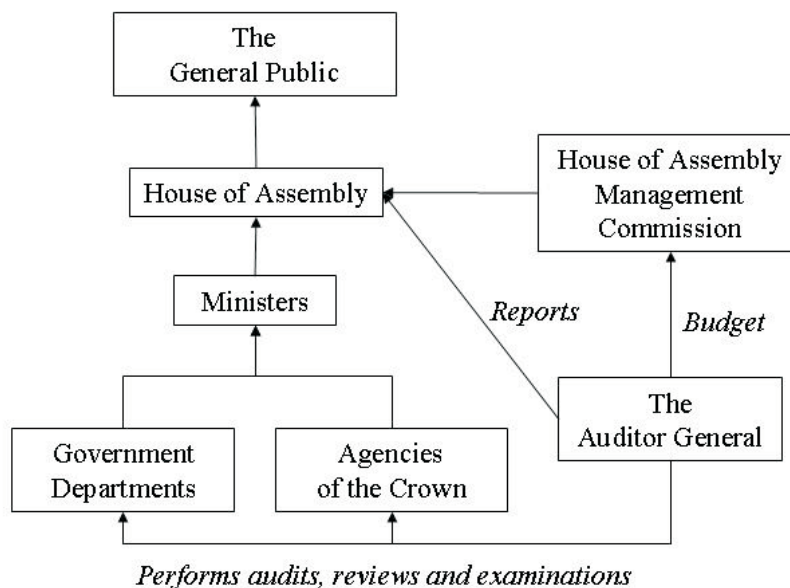 The
General Public
House of Assembly
House of Assembly
Management
Commission
Ministers
Reports
Budget
The
Auditor General
Government
Departments
Agencies
of the Crown
Performs audits, reviews and examinations